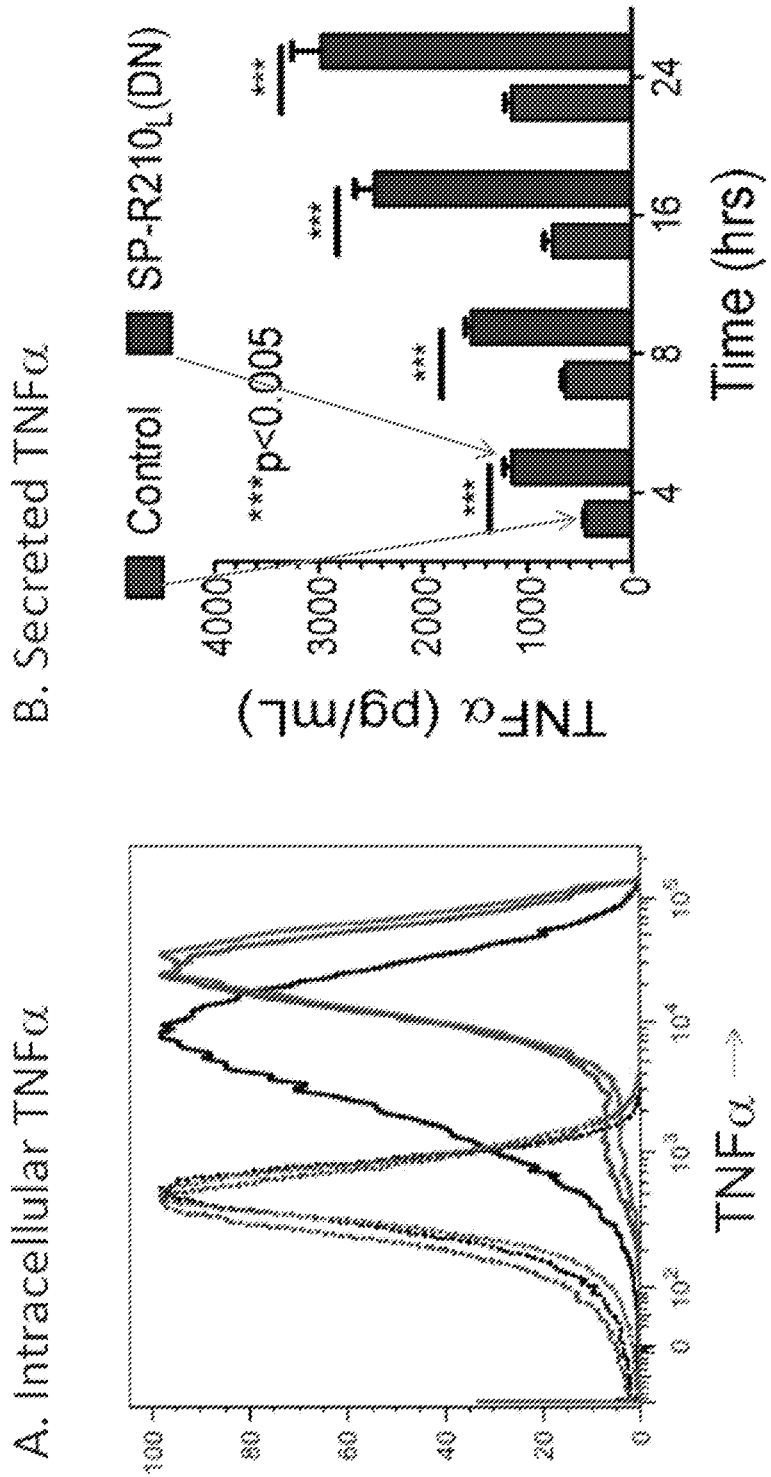 A. Intracellular TNFα
100
80
60
40
20
0
0 10² 10³ 10⁴ 10⁵
TNFα →
B. Secreted TNFα
Control SP-R210L(DN)
***p<0.005
TNFα (pg/mL)
4000
3000
2000
1000
0
*** *** *** ***
4 8 16 24
Time (hrs)